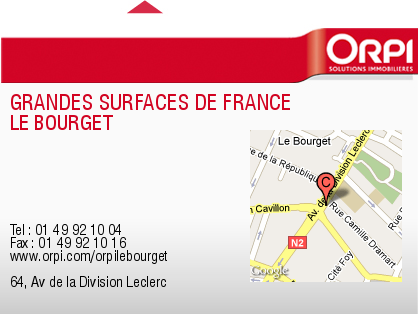 ORPI
SOLUTIONS IMMOBILIÈRES
GRANDES SURFACES DE FRANCE
LE BOURGET
Le Bourget
e de la République
Av. de la Division Leclerc
C
n Cavillon
Rue Camille Dramart
N2
Cité Foy
Google
Tel : 01 49 92 10 04
Fax : 01 49 92 10 16
www.orpi.com/orpilebourget
64, Av de la Division Leclerc